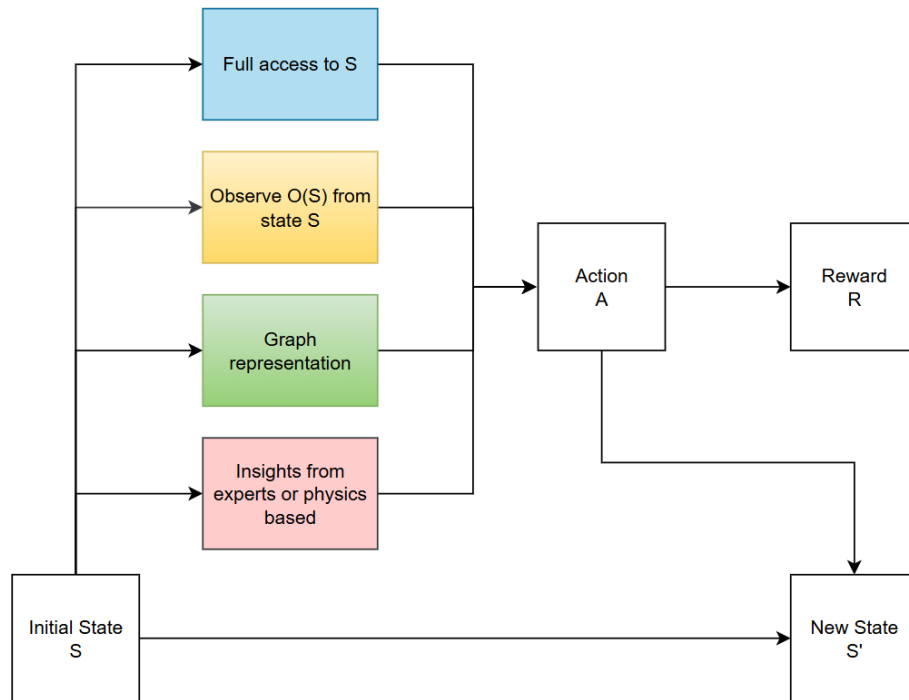 Full access to S
Observe O(S) from
state S
Action
A
Reward
R
Graph
representation
Insights from
experts or physics
based
Initial State
S
New State
S'